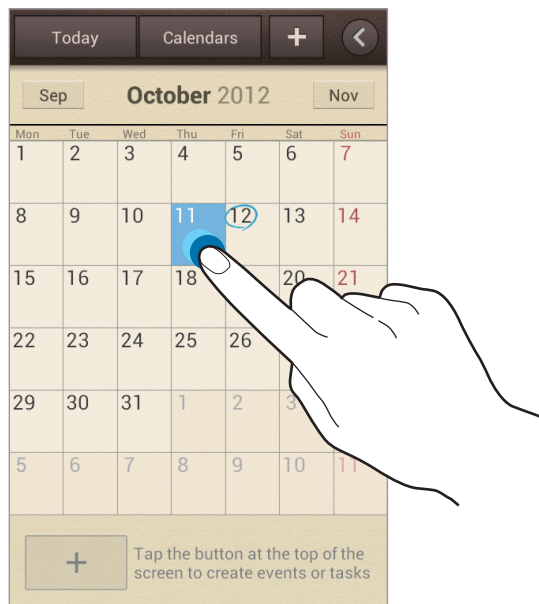 Today Calendars +
Sep October 2012 Nov
Mon Tue Wed Thu Fri Sat Sun
1 2 3 4 5 6 7
8 9 10 11 12 13 14
15 16 17 18 20 21
22 23 24 25 26
29 30 31 1 2 3
5 6 7 8 9 10 11
+
Tap the button at the top of the
screen to create events or tasks